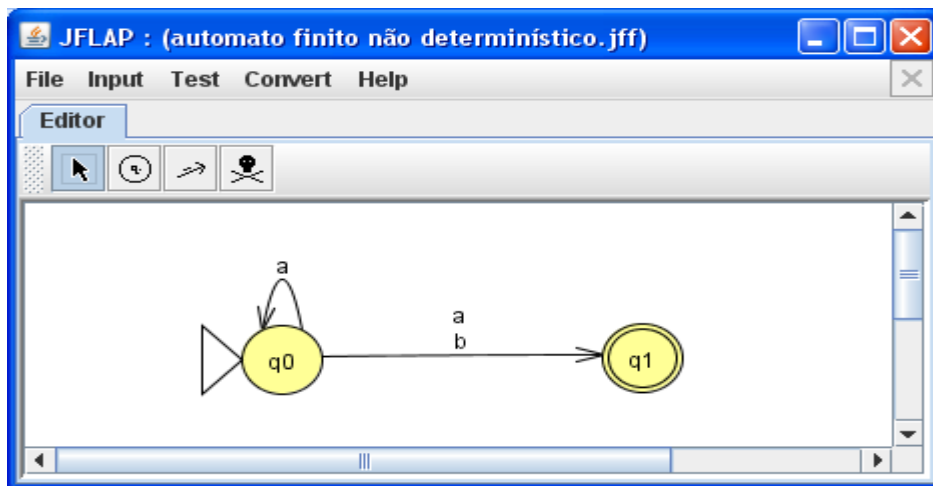 JFLAP : (automato finito não determinístico.jff)
File Input Test Convert Help
Editor
q
a
a
b
q0
q1